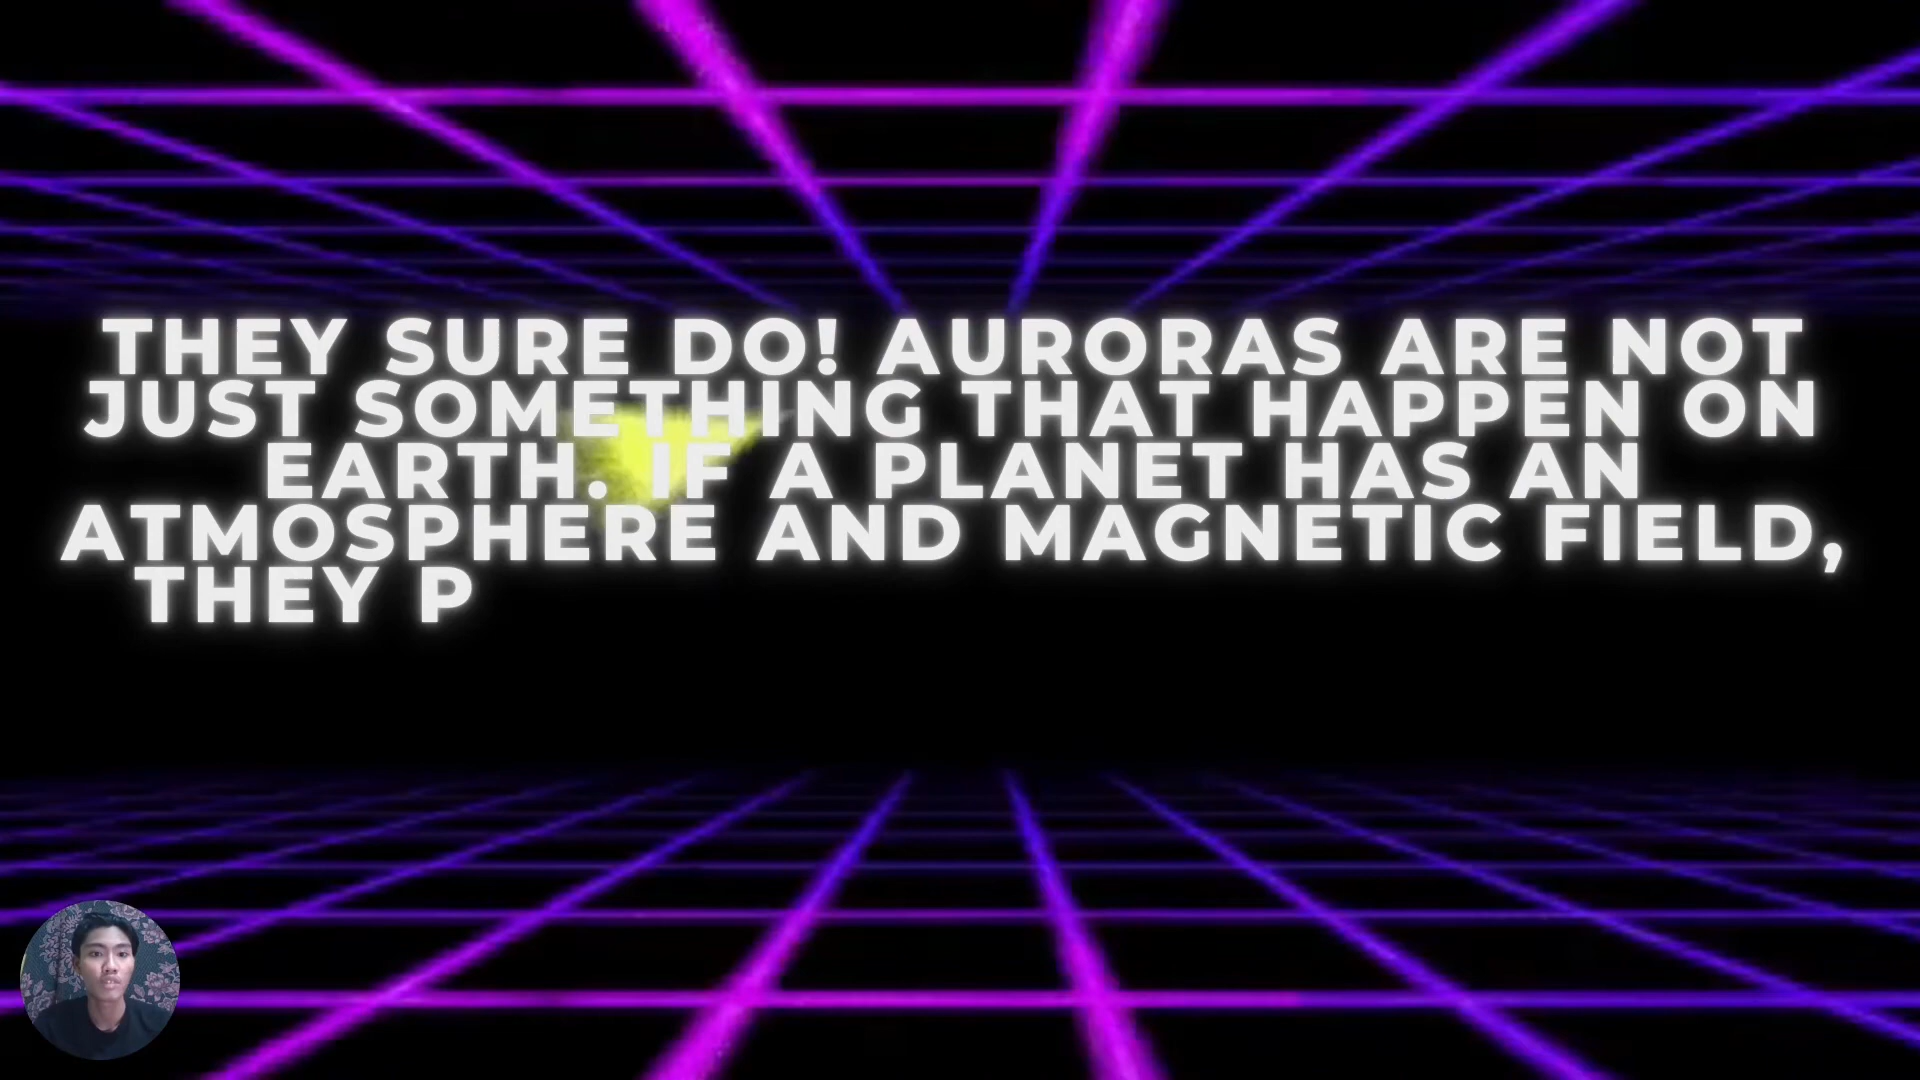 THEY SURE DO! AURORAS ARE NOT
JUST SOMETHING THAT HAPPEN ON
EARTH. IF A PLANET HAS AN
ATMOSPHERE AND MAGNETIC FIELD,
THEY P